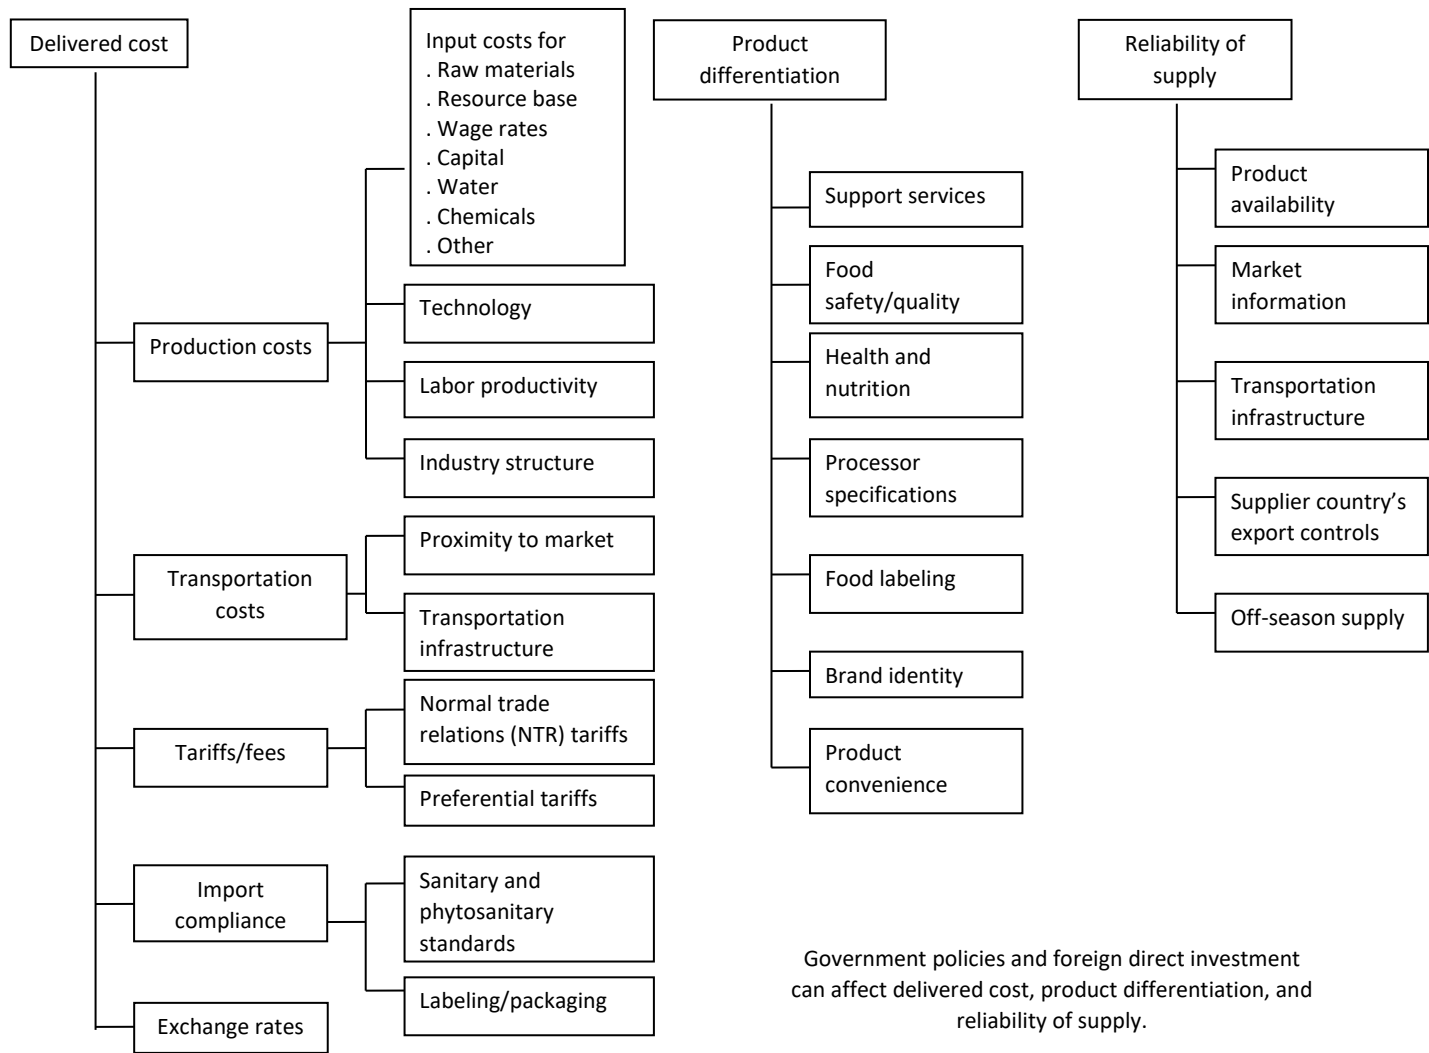 Delivered cost
Input costs for
. Raw materials
. Resource base
. Wage rates
. Capital
. Water
. Chemicals
. Other
Production costs
Technology
Labor productivity
Industry structure
Transportation
costs
Proximity to market
Transportation
infrastructure
Tariffs/fees
Normal trade
relations (NTR) tariffs
Preferential tariffs
Import
compliance
Sanitary and
phytosanitary
standards
Labeling/packaging
Exchange rates
Product
differentiation
Support services
Food
safety/quality
Health and
nutrition
Processor
specifications
Food labeling
Brand identity
Product
convenience
Reliability of
supply
Product
availability
Market
information
Transportation
infrastructure
Supplier country’s
export controls
Off-season supply
Government policies and foreign direct investment
can affect delivered cost, product differentiation, and
reliability of supply.